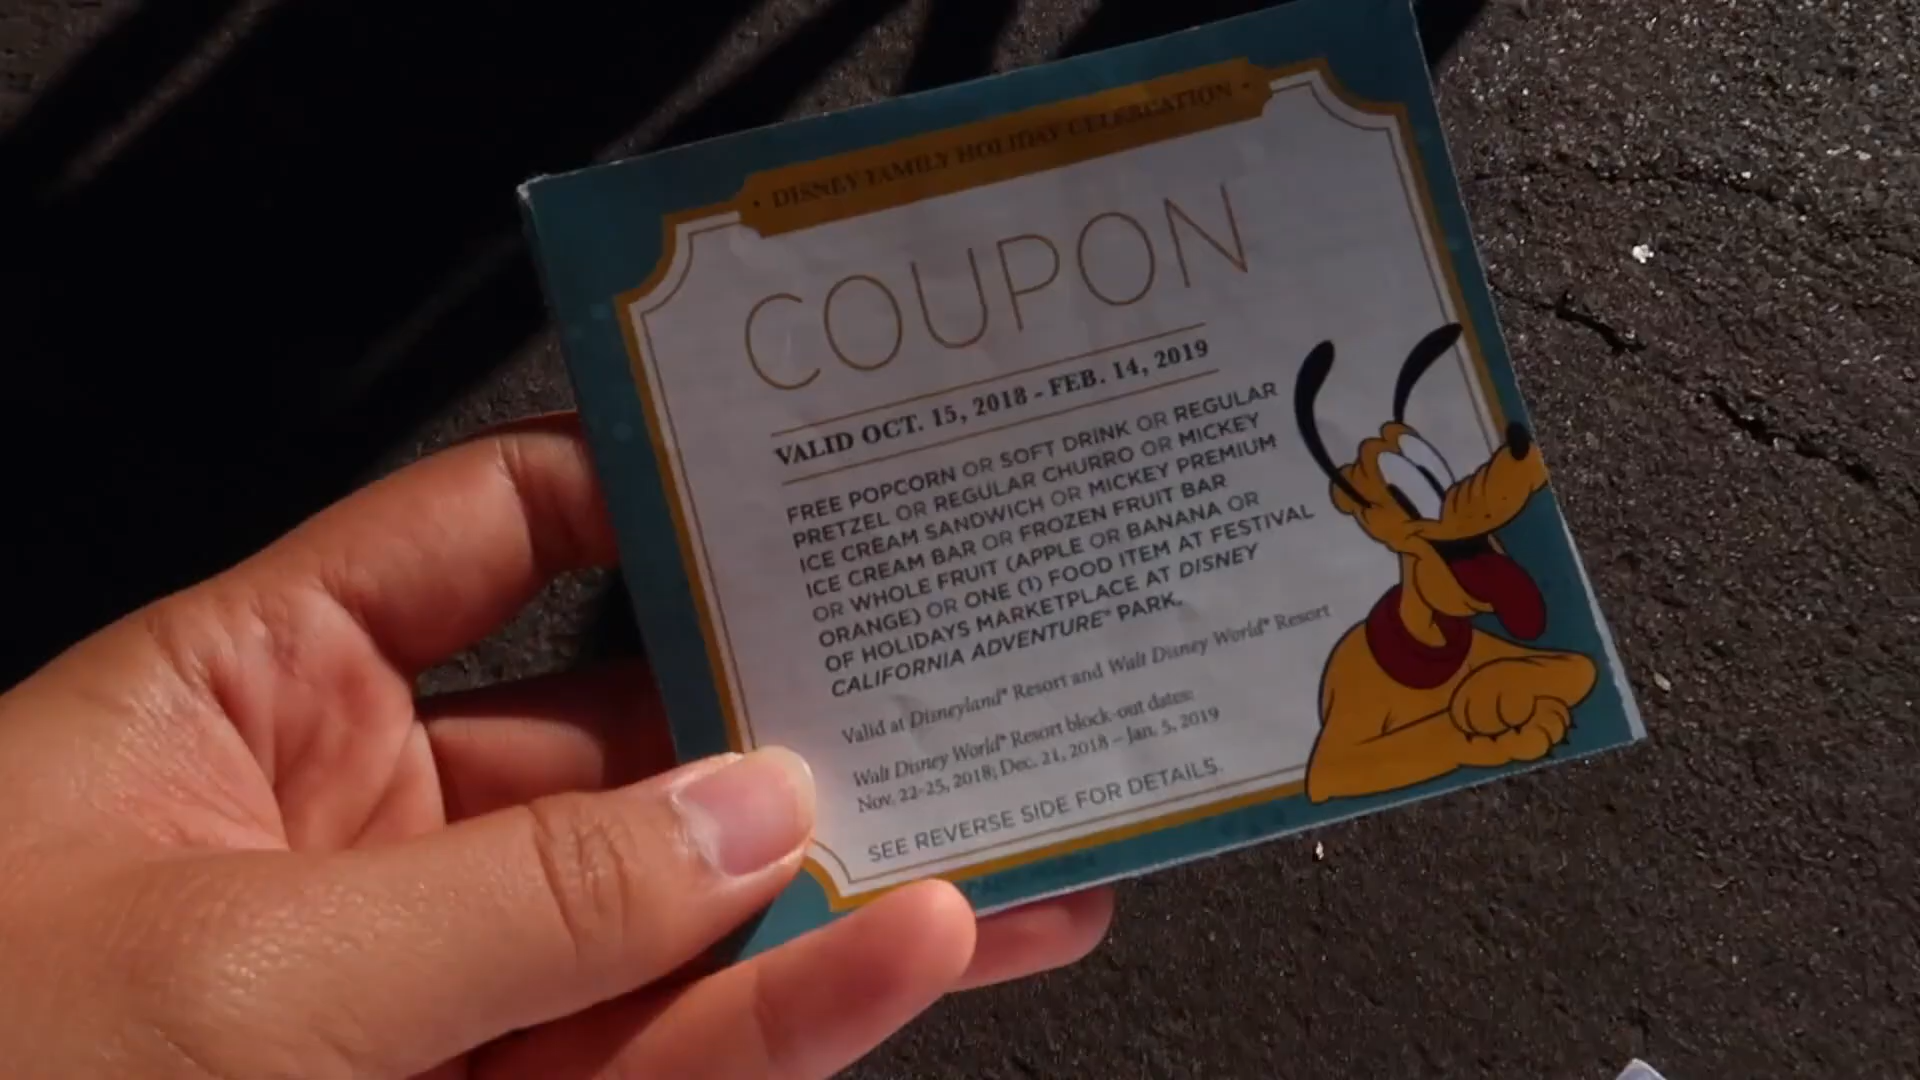 • DISNEY FAMILY HOLIDAY CELEBRATION •
COUPON
VALID OCT. 15, 2018 - FEB. 14, 2019
FREE POPCORN OR SOFT DRINK OR REGULAR
PRETZEL OR REGULAR CHURRO OR MICKEY
ICE CREAM SANDWICH OR MICKEY PREMIUM
ICE CREAM BAR OR FROZEN FRUIT BAR
OR WHOLE FRUIT (APPLE OR BANANA OR
ORANGE) OR ONE (1) FOOD ITEM AT FESTIVAL
OF HOLIDAYS MARKETPLACE AT DISNEY
CALIFORNIA ADVENTURE® PARK.
Valid at Disneyland® Resort and Walt Disney World® Resort
Walt Disney World® Resort block-out dates:
Nov. 22-25, 2018; Dec. 21, 2018 – Jan. 5, 2019
SEE REVERSE SIDE FOR DETAILS.